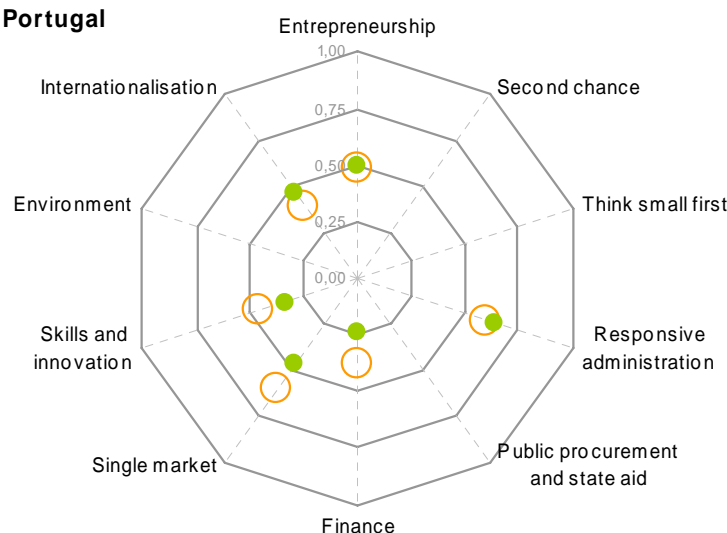 Portugal
Entrepreneurship
1,00
Internationalisation
Second chance
0,75
0,50
Environment
Think small first
0,25
0,00
Skills and
innovation
Responsive
administration
Single market
Public procurement
and state aid
Finance